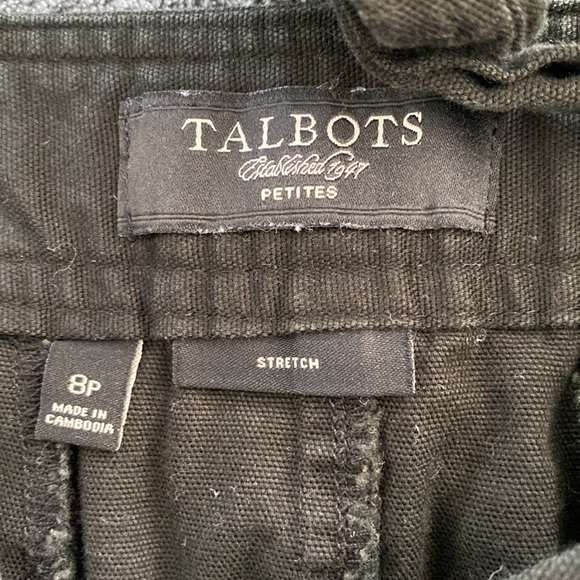 TALBOTS
Established 1947
PETITES
STRETCH
8P
MADE IN
CAMBODIA